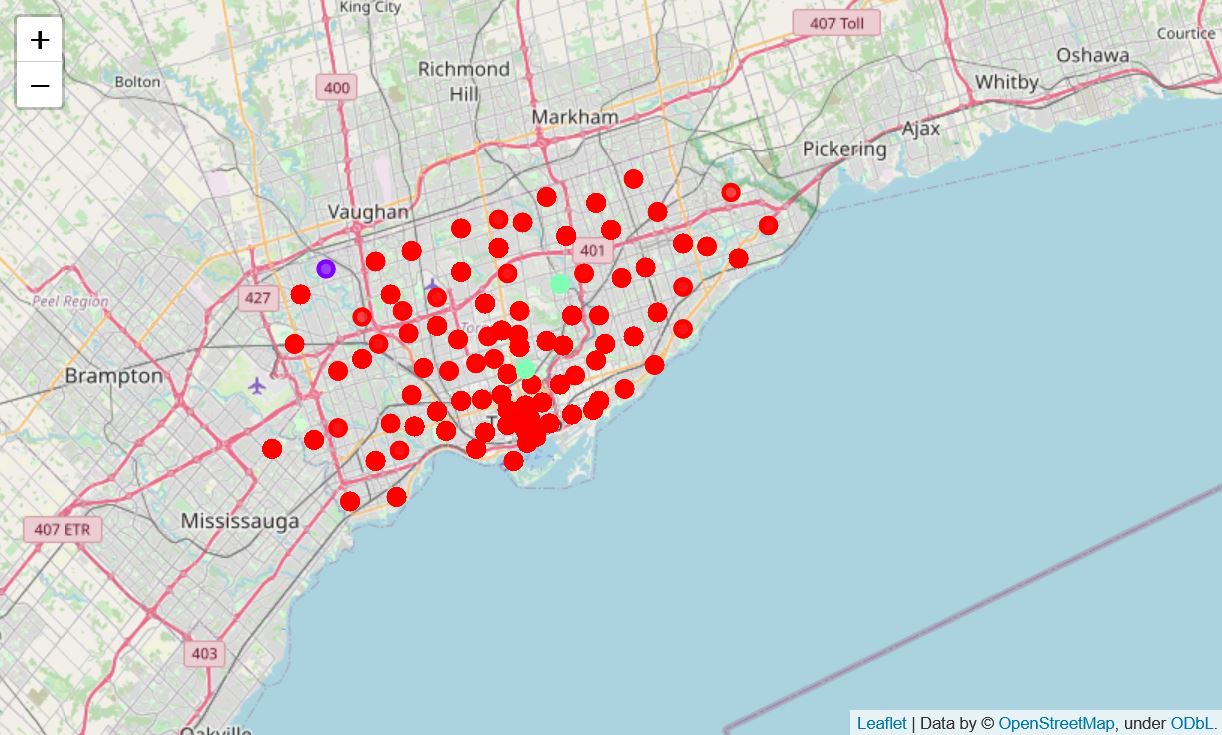 King City
407 Toll
Courtice
+
−
Bolton
400
Richmond
Hill
Oshawa
Whitby
Markham
Ajax
Pickering
Vaughan
401
427
Peel Region
Brampton
Mississauga
407 ETR
403
Oakville
Leaflet | Data by © OpenStreetMap, under ODbL.